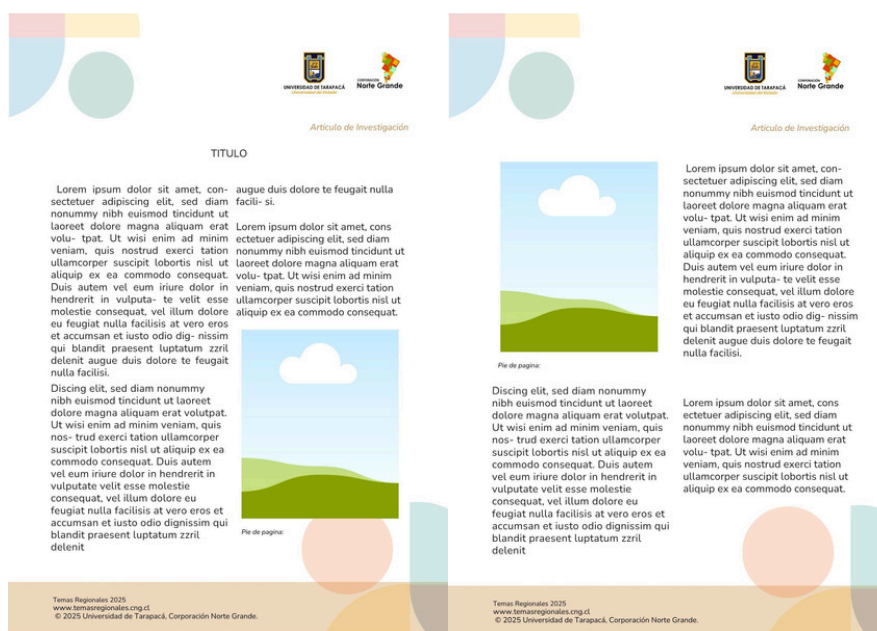 UNIVERSIDAD DE TARAPACÁ
Universidad del Estado
CORPORACIÓN
Norte Grande
Artículo de Investigación
TITULO
Lorem ipsum dolor sit amet, con-
sectetuer adipiscing elit, sed diam
nonummy nibh euismod tincidunt ut
laoreet dolore magna aliquam erat
volu- tpat. Ut wisi enim ad minim
veniam, quis nostrud exerci tation
ullamcorper suscipit lobortis nisl ut
aliquip ex ea commodo consequat.
Duis autem vel eum iriure dolor in
hendrerit in vulputa- te velit esse
molestie consequat, vel illum dolore
eu feugiat nulla facilisis at vero eros
et accumsan et iusto odio dig- nissim
qui blandit praesent luptatum zzril
delenit augue duis dolore te feugait
nulla facilisi.
Discing elit, sed diam nonummy
nibh euismod tincidunt ut laoreet
dolore magna aliquam erat volutpat.
Ut wisi enim ad minim veniam, quis
nos- trud exerci tation ullamcorper
suscipit lobortis nisl ut aliquip ex ea
commodo consequat. Duis autem
vel eum iriure dolor in hendrerit in
vulputate velit esse molestie
consequat, vel illum dolore eu
feugiat nulla facilisis at vero eros et
accumsan et iusto odio dignissim qui
blandit praesent luptatum zzril
delenit
augue duis dolore te feugait nulla
facili- si.
Lorem ipsum dolor sit amet, cons
ectetuer adipiscing elit, sed diam
nonummy nibh euismod tincidunt ut
laoreet dolore magna aliquam erat
volu- tpat. Ut wisi enim ad minim
veniam, quis nostrud exerci tation
ullamcorper suscipit lobortis nisl ut
aliquip ex ea commodo consequat.
Pie de pagina:
Temas Regionales 2025
www.temasregionales.cng.cl
© 2025 Universidad de Tarapacá, Corporación Norte Grande.
UNIVERSIDAD DE TARAPACÁ
Universidad del Estado
CORPORACIÓN
Norte Grande
Artículo de Investigación
Pie de pagina:
Discing elit, sed diam nonummy
nibh euismod tincidunt ut laoreet
dolore magna aliquam erat volutpat.
Ut wisi enim ad minim veniam, quis
nos- trud exerci tation ullamcorper
suscipit lobortis nisl ut aliquip ex ea
commodo consequat. Duis autem
vel eum iriure dolor in hendrerit in
vulputate velit esse molestie
consequat, vel illum dolore eu
feugiat nulla facilisis at vero eros et
accumsan et iusto odio dignissim qui
blandit praesent luptatum zzril
delenit
Lorem ipsum dolor sit amet, con-
sectetuer adipiscing elit, sed diam
nonummy nibh euismod tincidunt ut
laoreet dolore magna aliquam erat
volu- tpat. Ut wisi enim ad minim
veniam, quis nostrud exerci tation
ullamcorper suscipit lobortis nisl ut
aliquip ex ea commodo consequat.
Duis autem vel eum iriure dolor in
hendrerit in vulputa- te velit esse
molestie consequat, vel illum dolore
eu feugiat nulla facilisis at vero eros
et accumsan et iusto odio dig- nissim
qui blandit praesent luptatum zzril
delenit augue duis dolore te feugait
nulla facilisi.
Lorem ipsum dolor sit amet, cons
ectetuer adipiscing elit, sed diam
nonummy nibh euismod tincidunt ut
laoreet dolore magna aliquam erat
volu- tpat. Ut wisi enim ad minim
veniam, quis nostrud exerci tation
ullamcorper suscipit lobortis nisl ut
aliquip ex ea commodo consequat.
Temas Regionales 2025
www.temasregionales.cng.cl
© 2025 Universidad de Tarapacá, Corporación Norte Grande.